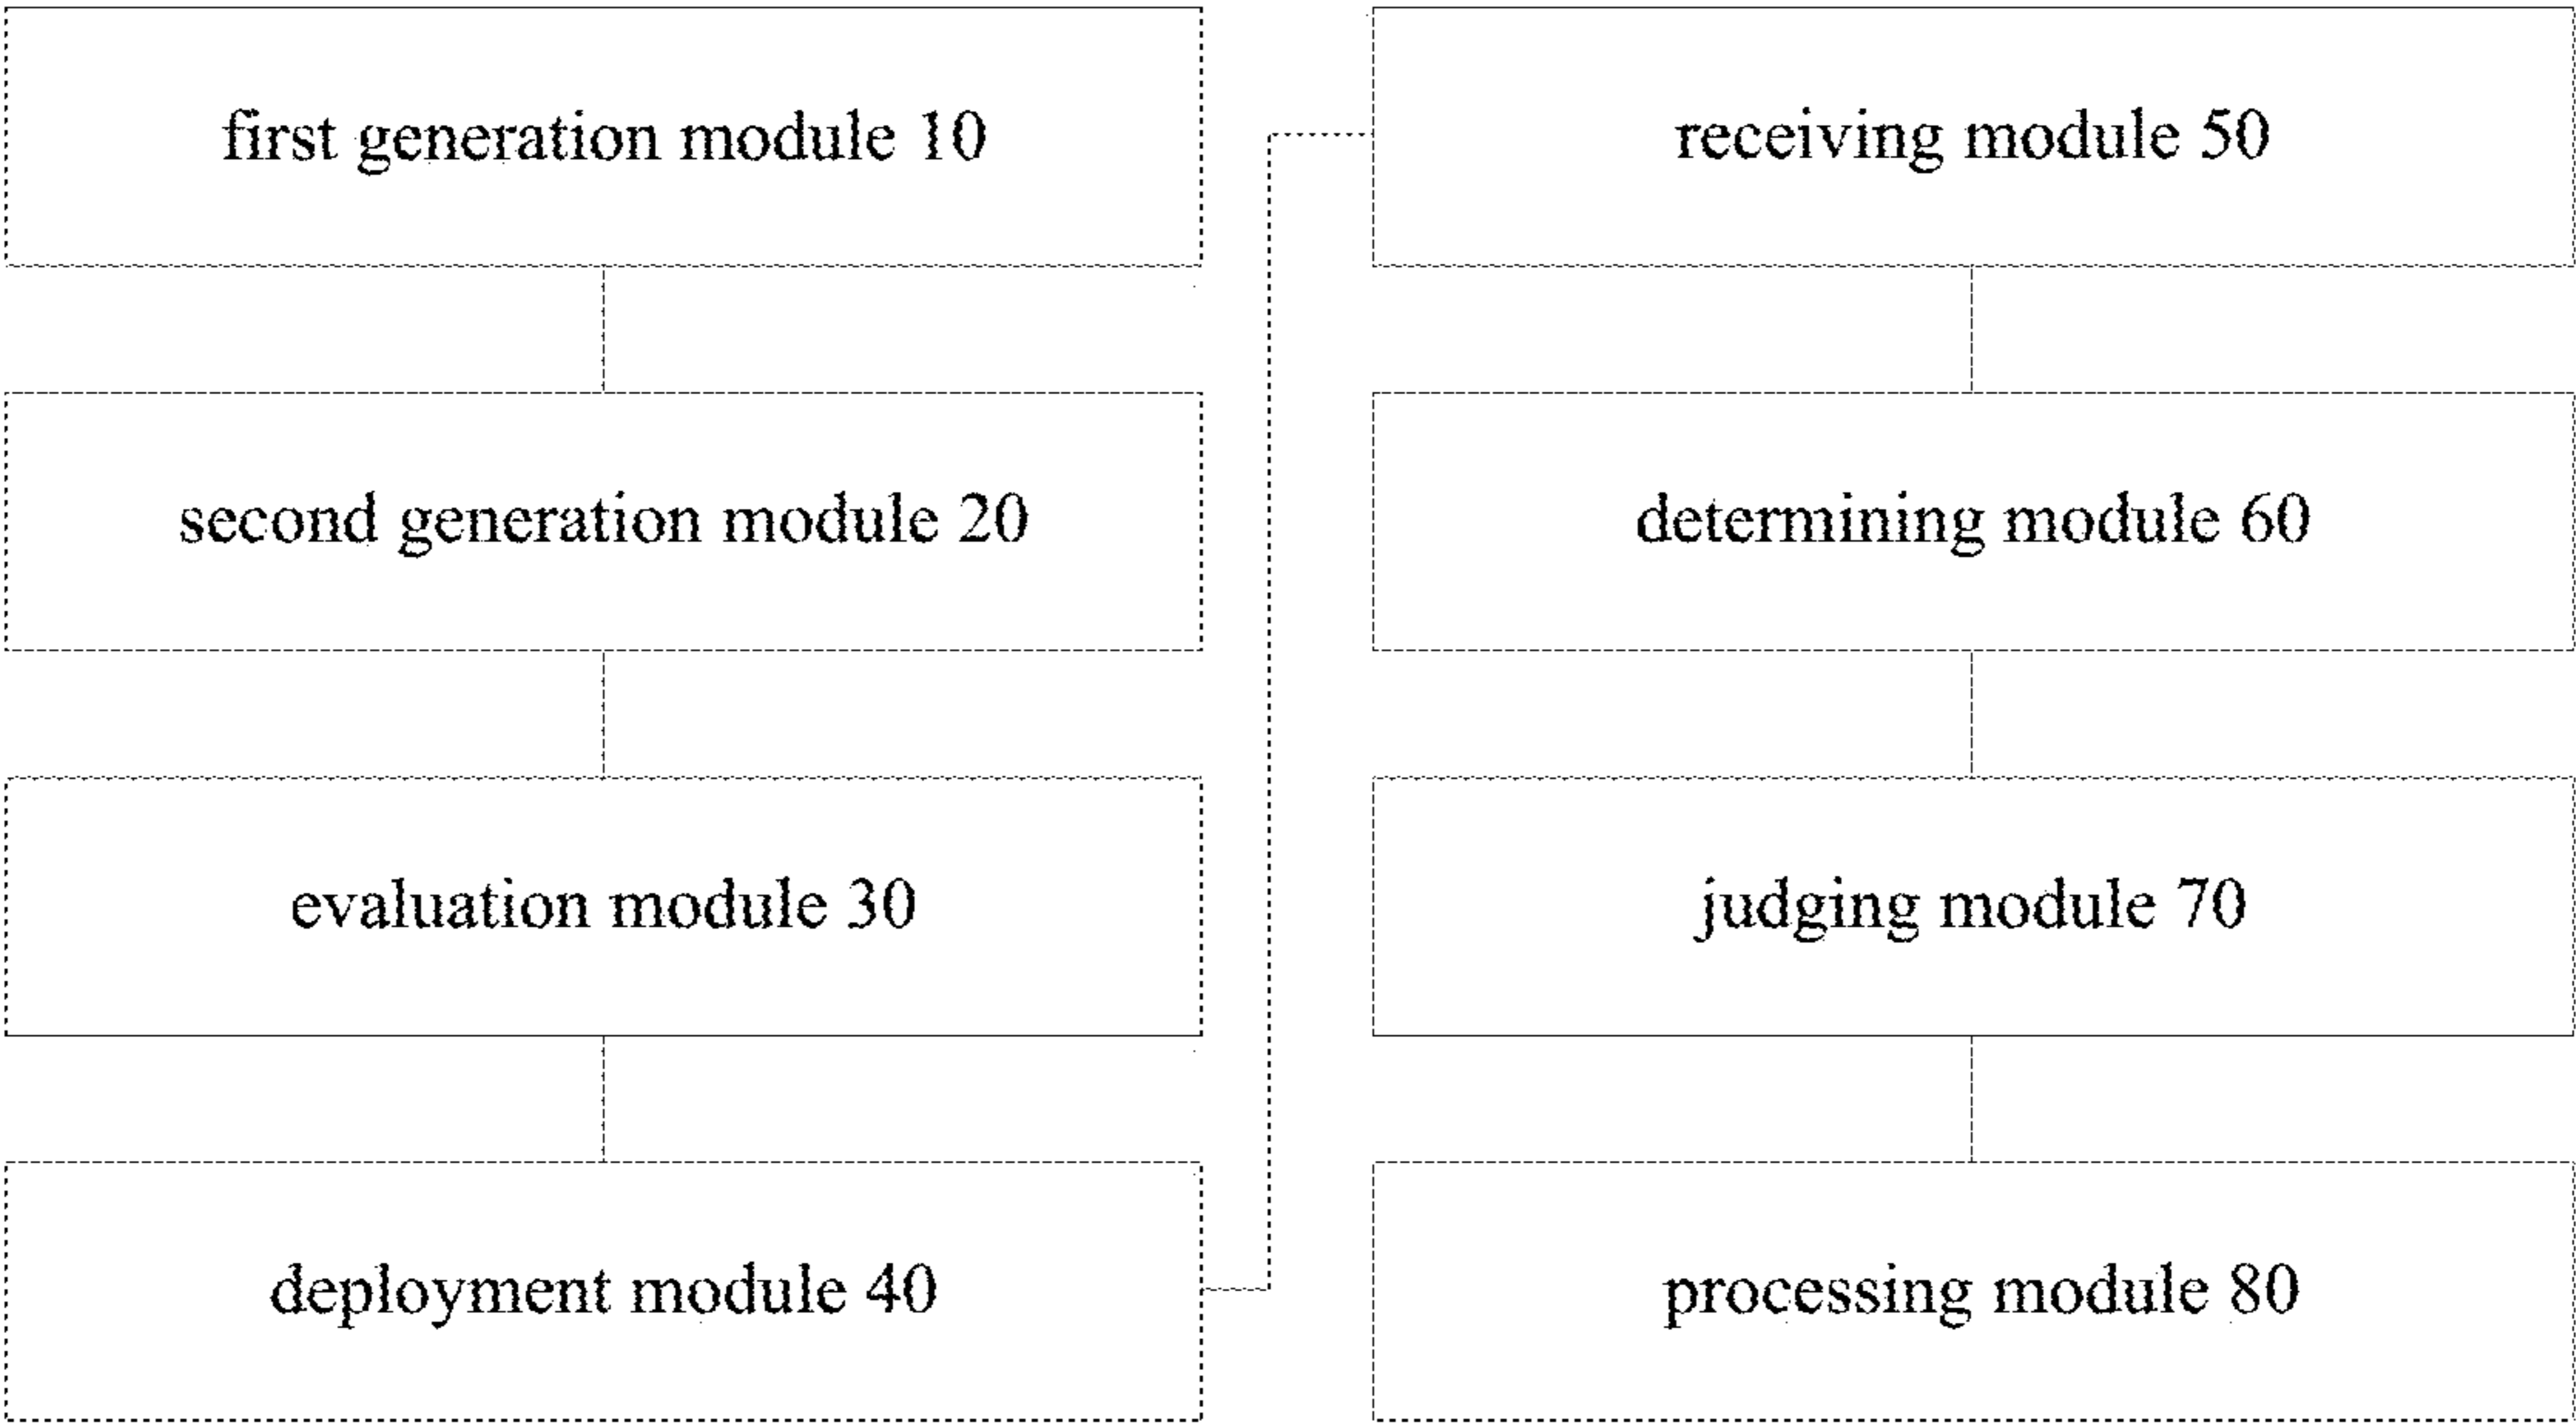 first generation module 10
second generation module 20
evaluation module 30
deployment module 40
receiving module 50
determining module 60
judging module 70
processing module 80